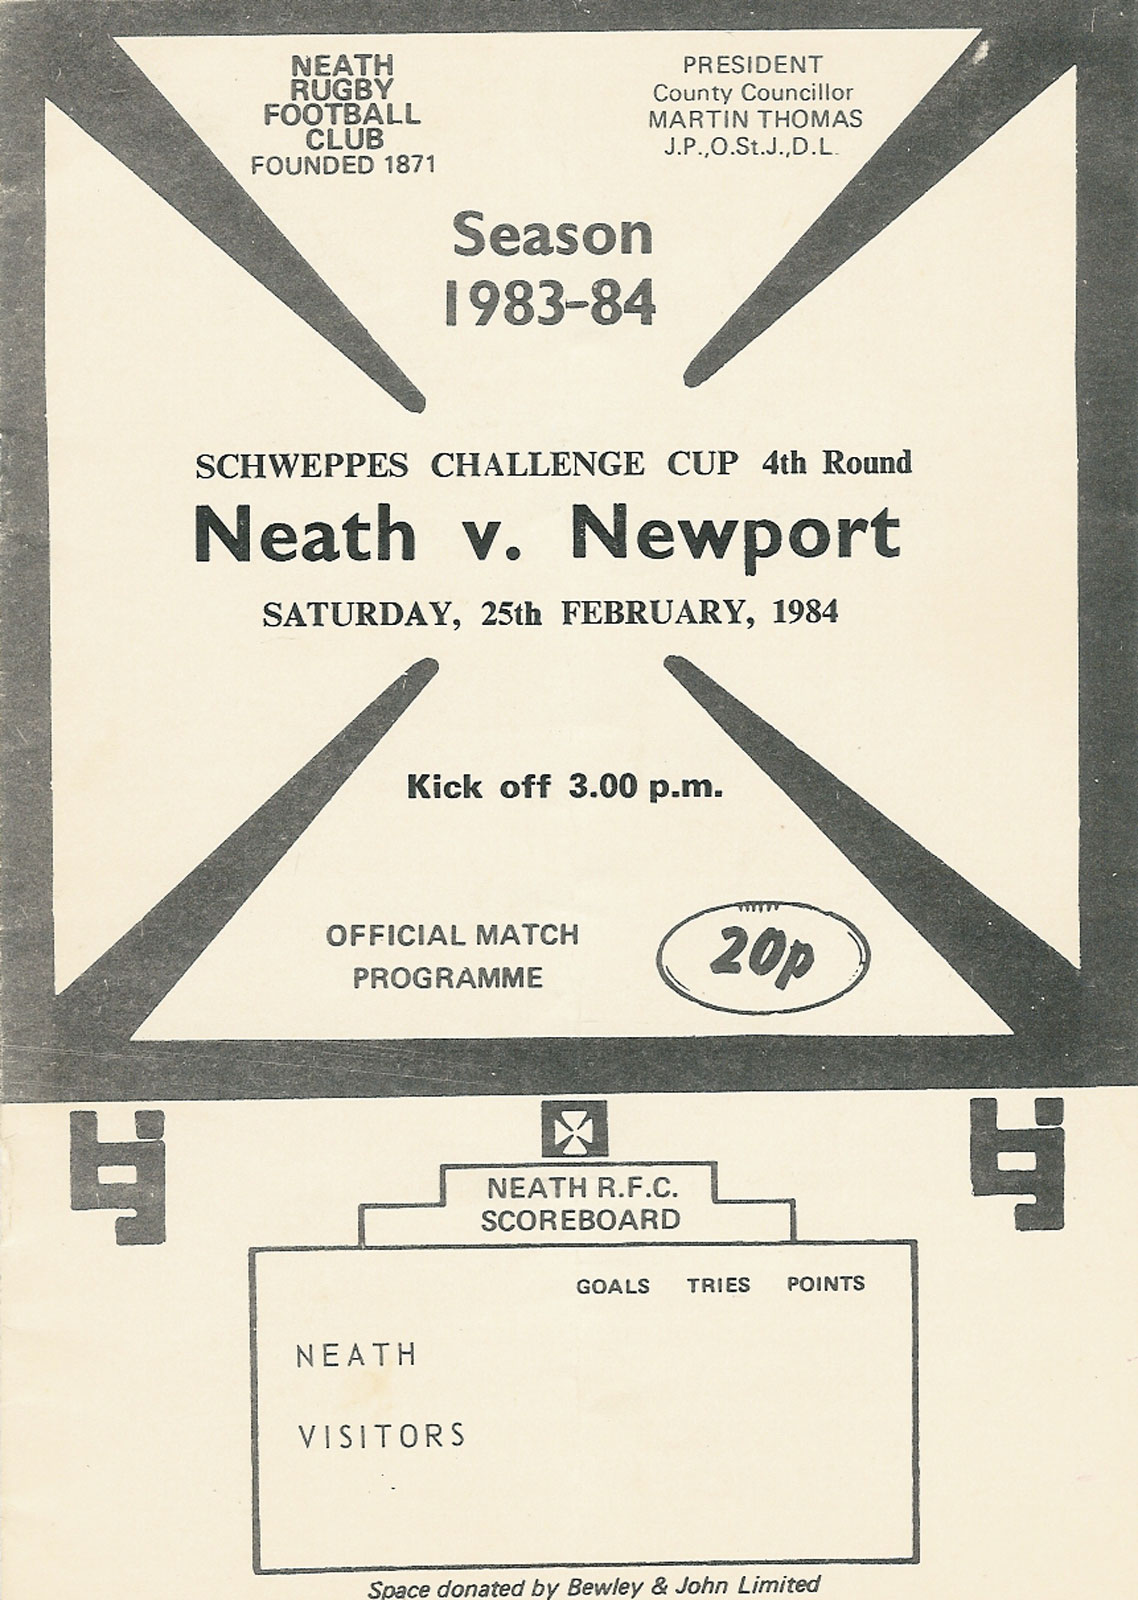 NEATH
RUGBY
FOOTBALL
CLUB
FOUNDED 1871
PRESIDENT
County Councillor
MARTIN THOMAS
J.P.,O.St.J.,D.L.
Season
1983-84
SCHWEPPES CHALLENGE CUP 4th Round
Neath v. Newport
SATURDAY, 25th FEBRUARY, 1984
Kick off 3.00 p.m.
OFFICIAL MATCH
PROGRAMME
20p
NEATH R.F.C.
SCOREBOARD
GOALS TRIES POINTS
NEATH
VISITORS
Space donated by Bewley & John Limited